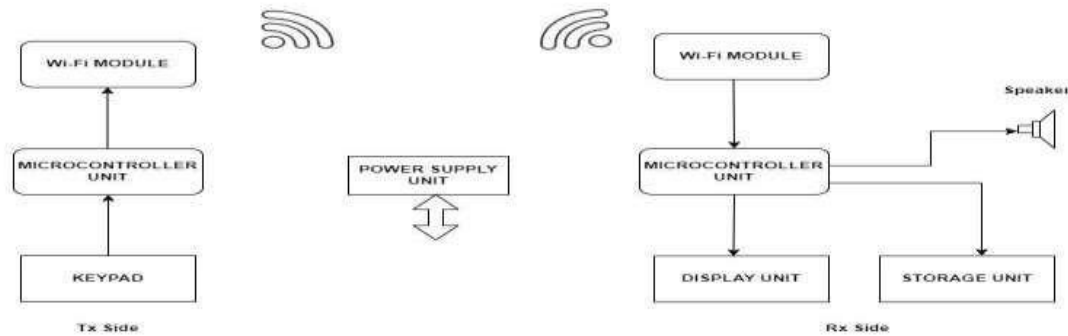 Wi-Fi MODULE
Wi-Fi MODULE
Speaker
MICROCONTROLLER
UNIT
POWER SUPPLY
UNIT
MICROCONTROLLER
UNIT
KEYPAD
DISPLAY UNIT
STORAGE UNIT
Tx Side
Rx Side